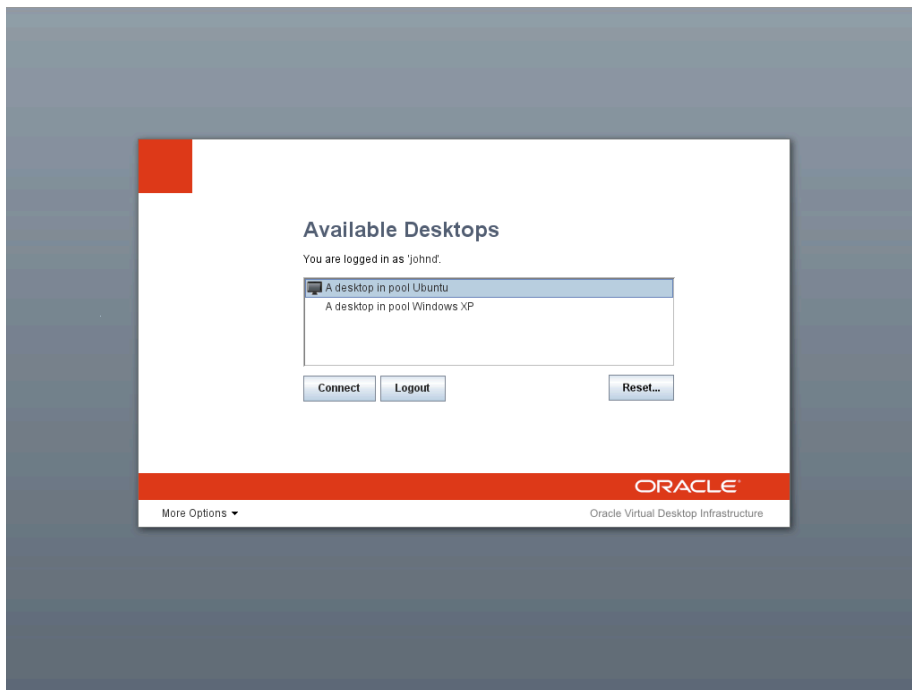 Available Desktops
You are logged in as 'johnd'.
A desktop in pool Ubuntu
A desktop in pool Windows XP
Connect Logout Reset...
ORACLE
More Options Oracle Virtual Desktop Infrastructure